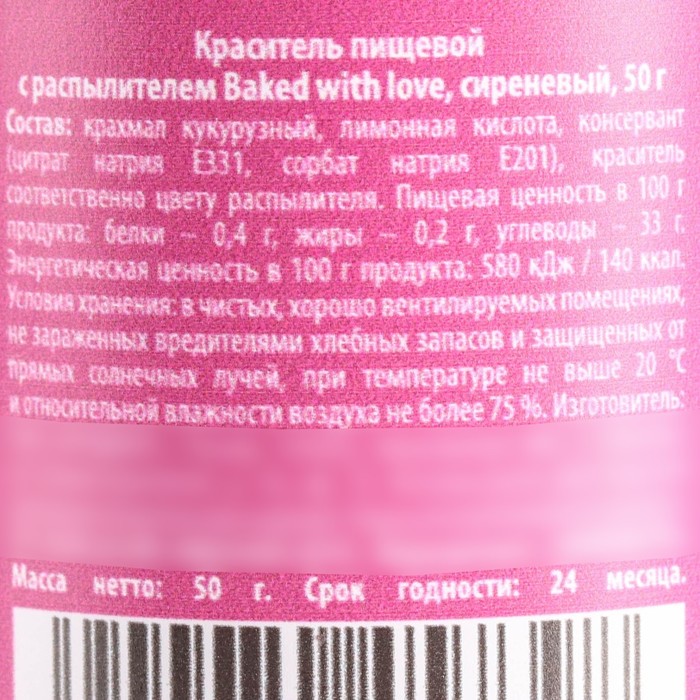 Краситель пищевой
с распылителем Baked with love, сиреневый, 50 г
Состав: крахмал кукурузный, лимонная кислота, консервант
(цитрат натрия Е331, сорбат натрия Е201), краситель
соответственно цвету распылителя. Пищевая ценность в 100 г
продукта: белки – 0,4 г, жиры – 0,2 г, углеводы – 33 г.
Энергетическая ценность в 100 г продукта: 580 кДж / 140 ккал.
Условия хранения: в чистых, хорошо вентилируемых помещениях,
не зараженных вредителями хлебных запасов и защищенных от
прямых солнечных лучей, при температуре не выше 20 °С
и относительной влажности воздуха не более 75 %. Изготовитель:
Масса нетто: 50 г. Срок годности: 24 месяца.